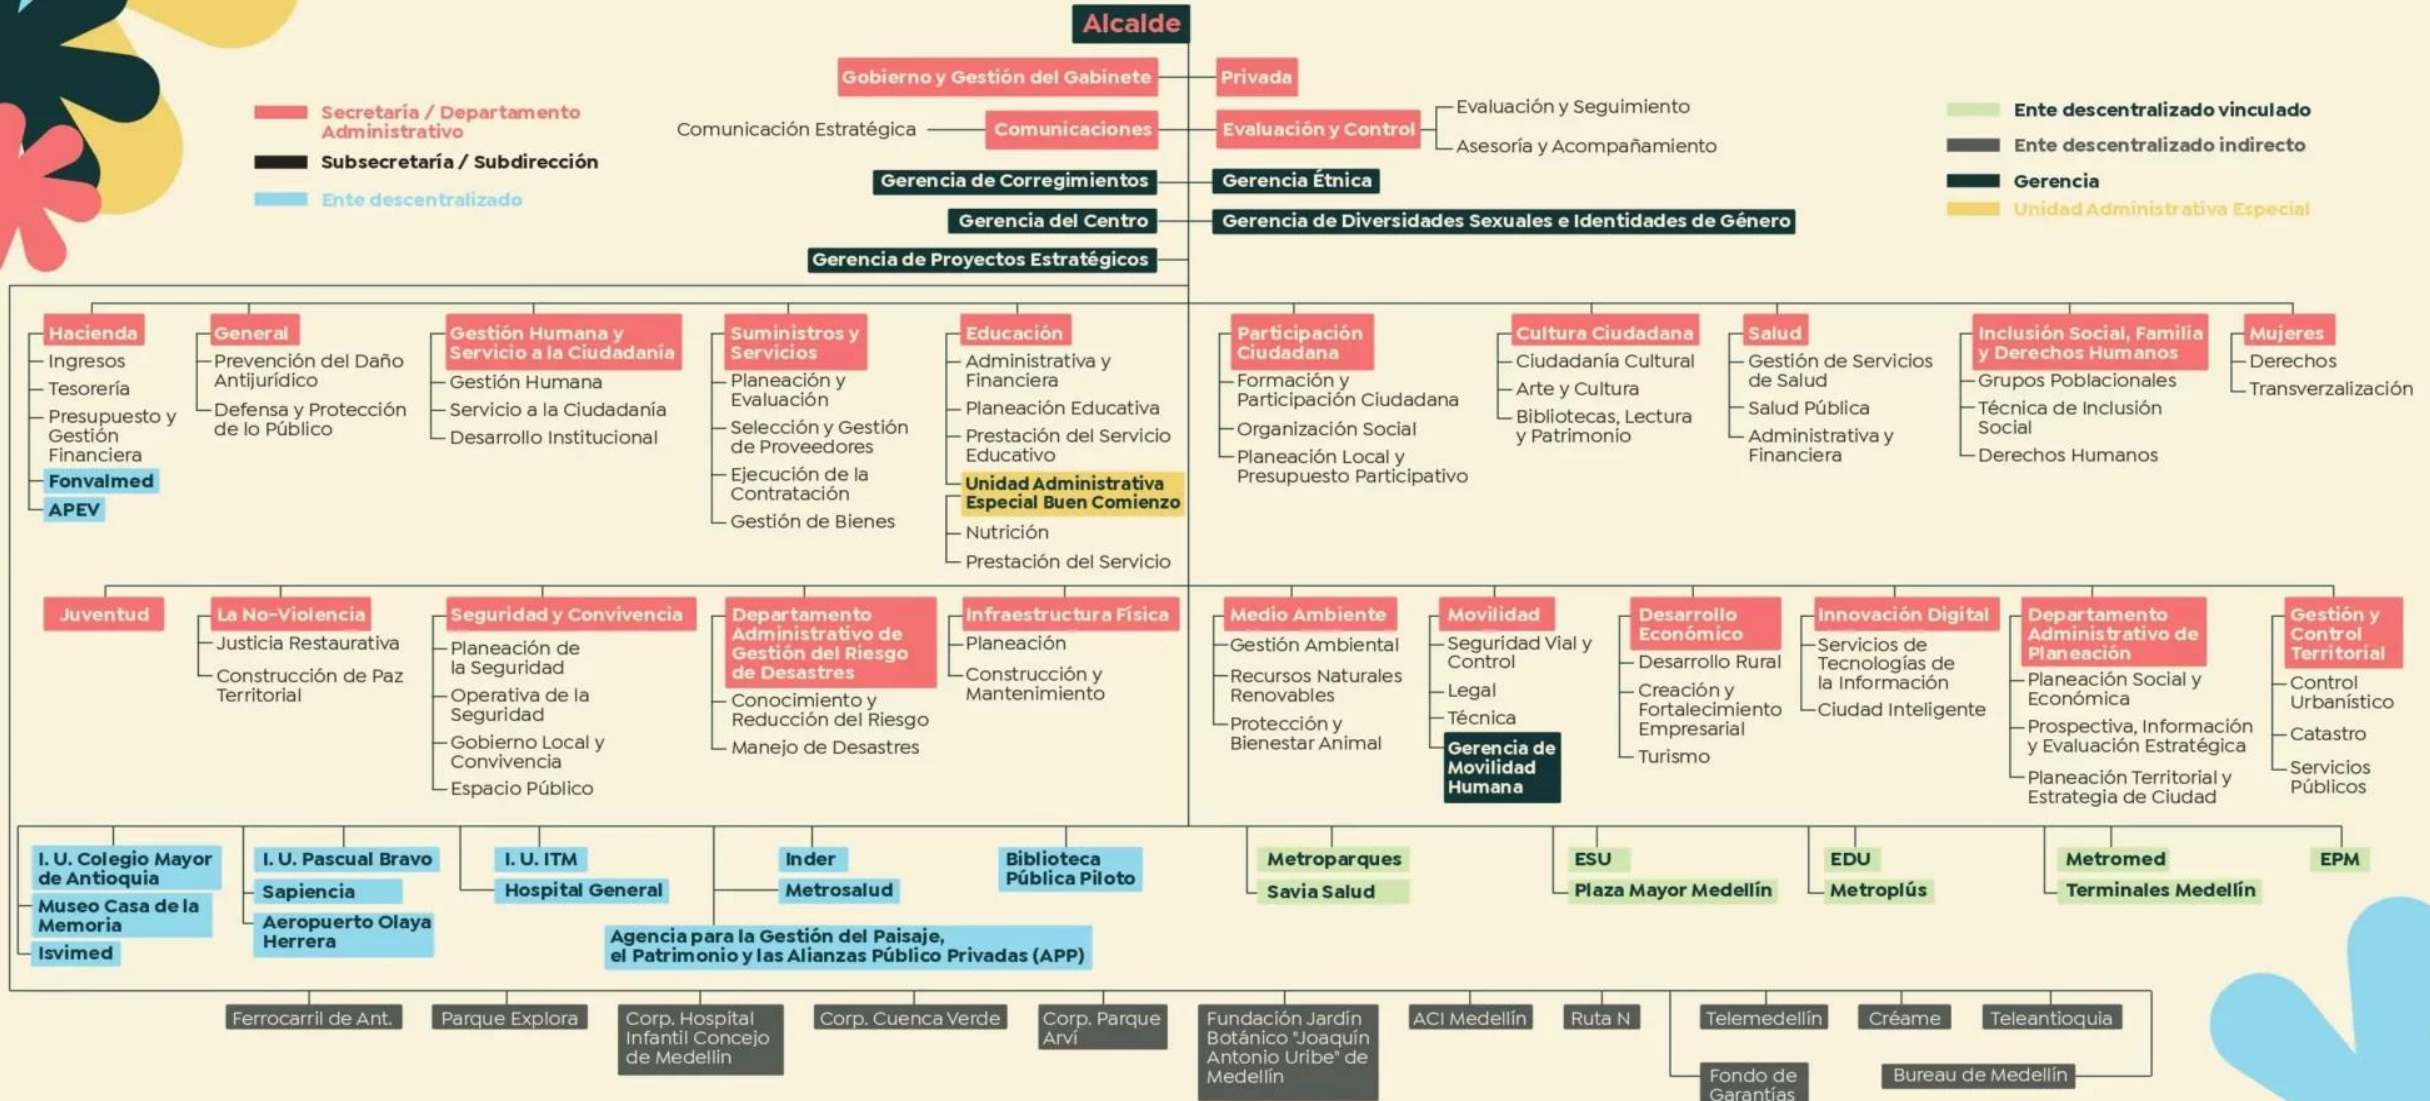 Alcalde
Gobierno y Gestión del Gabinete
Privada
Secretaría / Departamento
Administrativo
Subsecretaría / Subdirección
Ente descentralizado
Comunicación Estratégica
Comunicaciones
Evaluación y Control
Evaluación y Seguimiento
Asesoría y Acompañamiento
Ente descentralizado vinculado
Ente descentralizado indirecto
Gerencia
Unidad Administrativa Especial
Gerencia de Corregimientos
Gerencia Étnica
Gerencia del Centro
Gerencia de Diversidades Sexuales e Identidades de Género
Gerencia de Proyectos Estratégicos
Hacienda
Ingresos
Tesorería
Presupuesto y
Gestión
Financiera
Fonvalmed
APEV
General
Prevención del Daño
Antijurídico
Defensa y Protección
de lo Público
Gestión Humana y
Servicio a la Ciudadanía
Gestión Humana
Servicio a la Ciudadanía
Desarrollo Institucional
Suministros y
Servicios
Planeación y
Evaluación
Selección y Gestión
de Proveedores
Ejecución de la
Contratación
Gestión de Bienes
Educación
Administrativa y
Financiera
Planeación Educativa
Prestación del Servicio
Educativo
Unidad Administrativa
Especial Buen Comienzo
Nutrición
Prestación del Servicio
Participación
Ciudadana
Formación y
Participación Ciudadana
Organización Social
Planeación Local y
Presupuesto Participativo
Cultura Ciudadana
Ciudadanía Cultural
Arte y Cultura
Bibliotecas, Lectura
y Patrimonio
Salud
Gestión de Servicios
de Salud
Salud Pública
Administrativa y
Financiera
Inclusión Social, Familia
y Derechos Humanos
Grupos Poblacionales
Técnica de Inclusión
Social
Derechos Humanos
Mujeres
Derechos
Transverzalización
Juventud
La No-Violencia
Justicia Restaurativa
Construcción de Paz
Territorial
Seguridad y Convivencia
Planeación de
la Seguridad
Operativa de la
Seguridad
Gobierno Local y
Convivencia
Espacio Público
Departamento
Administrativo de
Gestión del Riesgo
de Desastres
Conocimiento y
Reducción del Riesgo
Manejo de Desastres
Infraestructura Física
Planeación
Construcción y
Mantenimiento
Medio Ambiente
Gestión Ambiental
Recursos Naturales
Renovables
Protección y
Bienestar Animal
Movilidad
Seguridad Vial y
Control
Legal
Técnica
Gerencia de
Movilidad
Humana
Desarrollo
Económico
Desarrollo Rural
Creación y
Fortalecimiento
Empresarial
Turismo
Innovación Digital
Servicios de
Tecnologías de
la Información
Ciudad Inteligente
Departamento
Administrativo de
Planeación
Planeación Social y
Económica
Prospectiva, Información
y Evaluación Estratégica
Planeación Territorial y
Estrategia de Ciudad
Gestión y
Control
Territorial
Control
Urbanístico
Catastro
Servicios
Públicos
I. U. Colegio Mayor
de Antioquia
Museo Casa de la
Memoria
Isvimed
I. U. Pascual Bravo
Sapiencia
Aeropuerto Olaya
Herrera
I. U. ITM
Hospital General
Inder
Metrosalud
Agencia para la Gestión del Paisaje,
el Patrimonio y las Alianzas Público Privadas (APP)
Biblioteca
Pública Piloto
Metroparques
Savia Salud
ESU
Plaza Mayor Medellín
EDU
Metroplús
Metromed
Terminales Medellín
EPM
Ferrocarril de Ant.
Parque Explora
Corp. Hospital
Infantil Concejo
de Medellin
Corp. Cuenca Verde
Corp. Parque
Arví
Fundación Jardín
Botánico "Joaquín
Antonio Uribe" de
Medellín
ACI Medellín
Ruta N
Telemedellín
Créame
Teleantioquia
Fondo de
Garantías
Bureau de Medellín